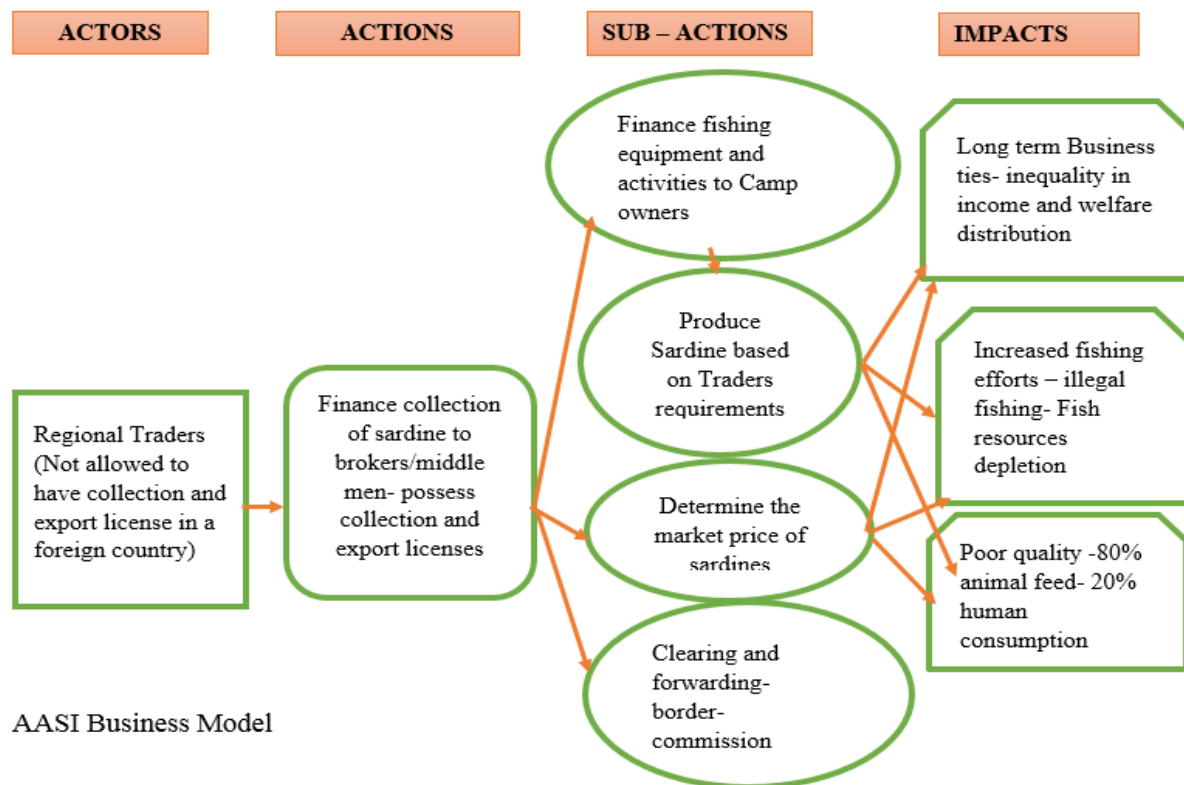 ACTORS
ACTIONS
SUB – ACTIONS
IMPACTS
Regional Traders
(Not allowed to
have collection and
export license in a
foreign country)
Finance collection
of sardine to
brokers/middle
men- possess
collection and
export licenses
Finance fishing
equipment and
activities to Camp
owners
Produce
Sardine based
on Traders
requirements
Determine the
market price of
sardines
Clearing and
forwarding-
border-
commission
Long term Business
ties- inequality in
income and welfare
distribution
Increased fishing
efforts – illegal
fishing- Fish
resources
depletion
Poor quality -80%
animal feed- 20%
human
consumption
AASI Business Model